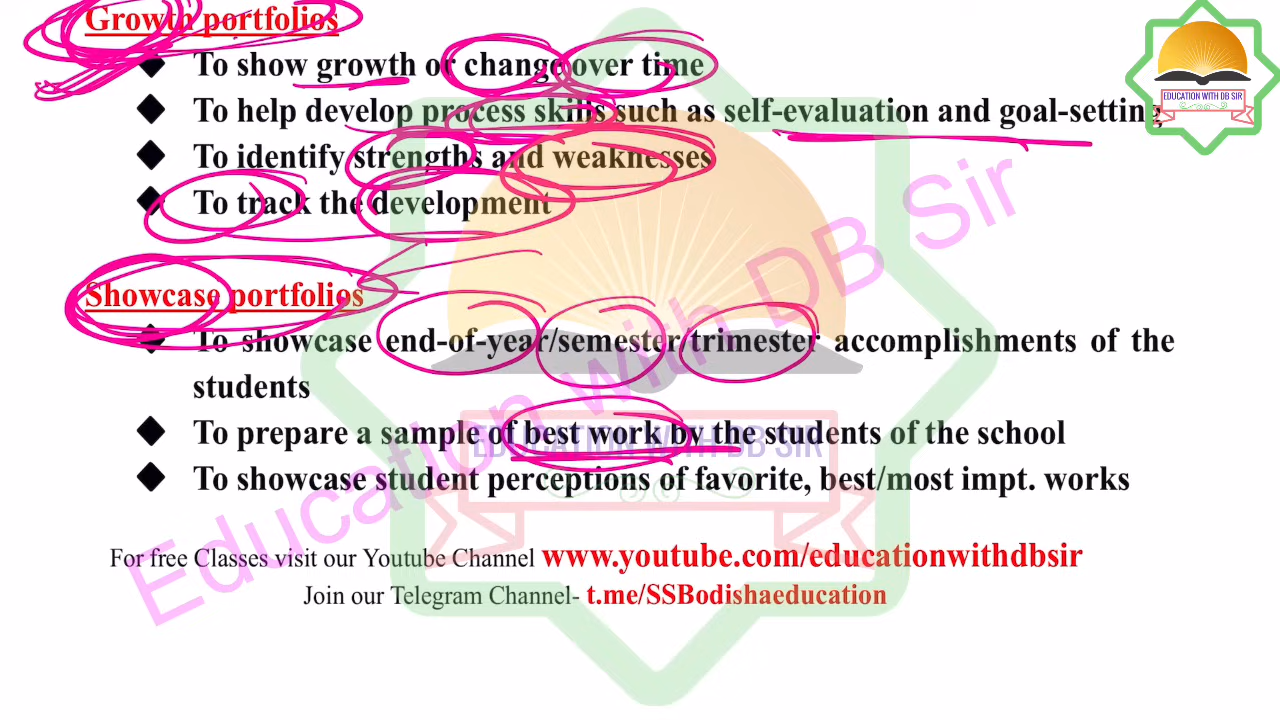 Growth portfolios
To show growth or change over time
To help develop process skills such as self-evaluation and goal-setting
To identify strengths and weaknesses
To track the development
Showcase portfolios
To showcase end-of-year/semester trimester accomplishments of the
students
To prepare a sample of best work by the students of the school
To showcase student perceptions of favorite, best/most impt. works
For free Classes visit our Youtube Channel www.youtube.com/educationwithdbsir
Join our Telegram Channel- t.me/SSBodishaeducation
EDUCATION WITH DB SIR
EDUCATION WITH DB SIR
Education with DB Sir